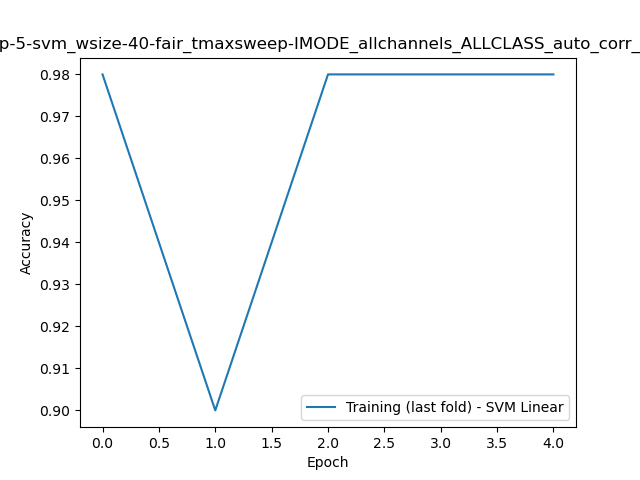 p-5-svm_wsize-40-fair_tmaxsweep-IMODE_allchannels_ALLCLASS_auto_corr_
0.98
0.97
0.96
0.95
0.94
0.93
0.92
0.91
0.90
Accuracy
Training (last fold) - SVM Linear
0.0 0.5 1.0 1.5 2.0 2.5 3.0 3.5 4.0
Epoch